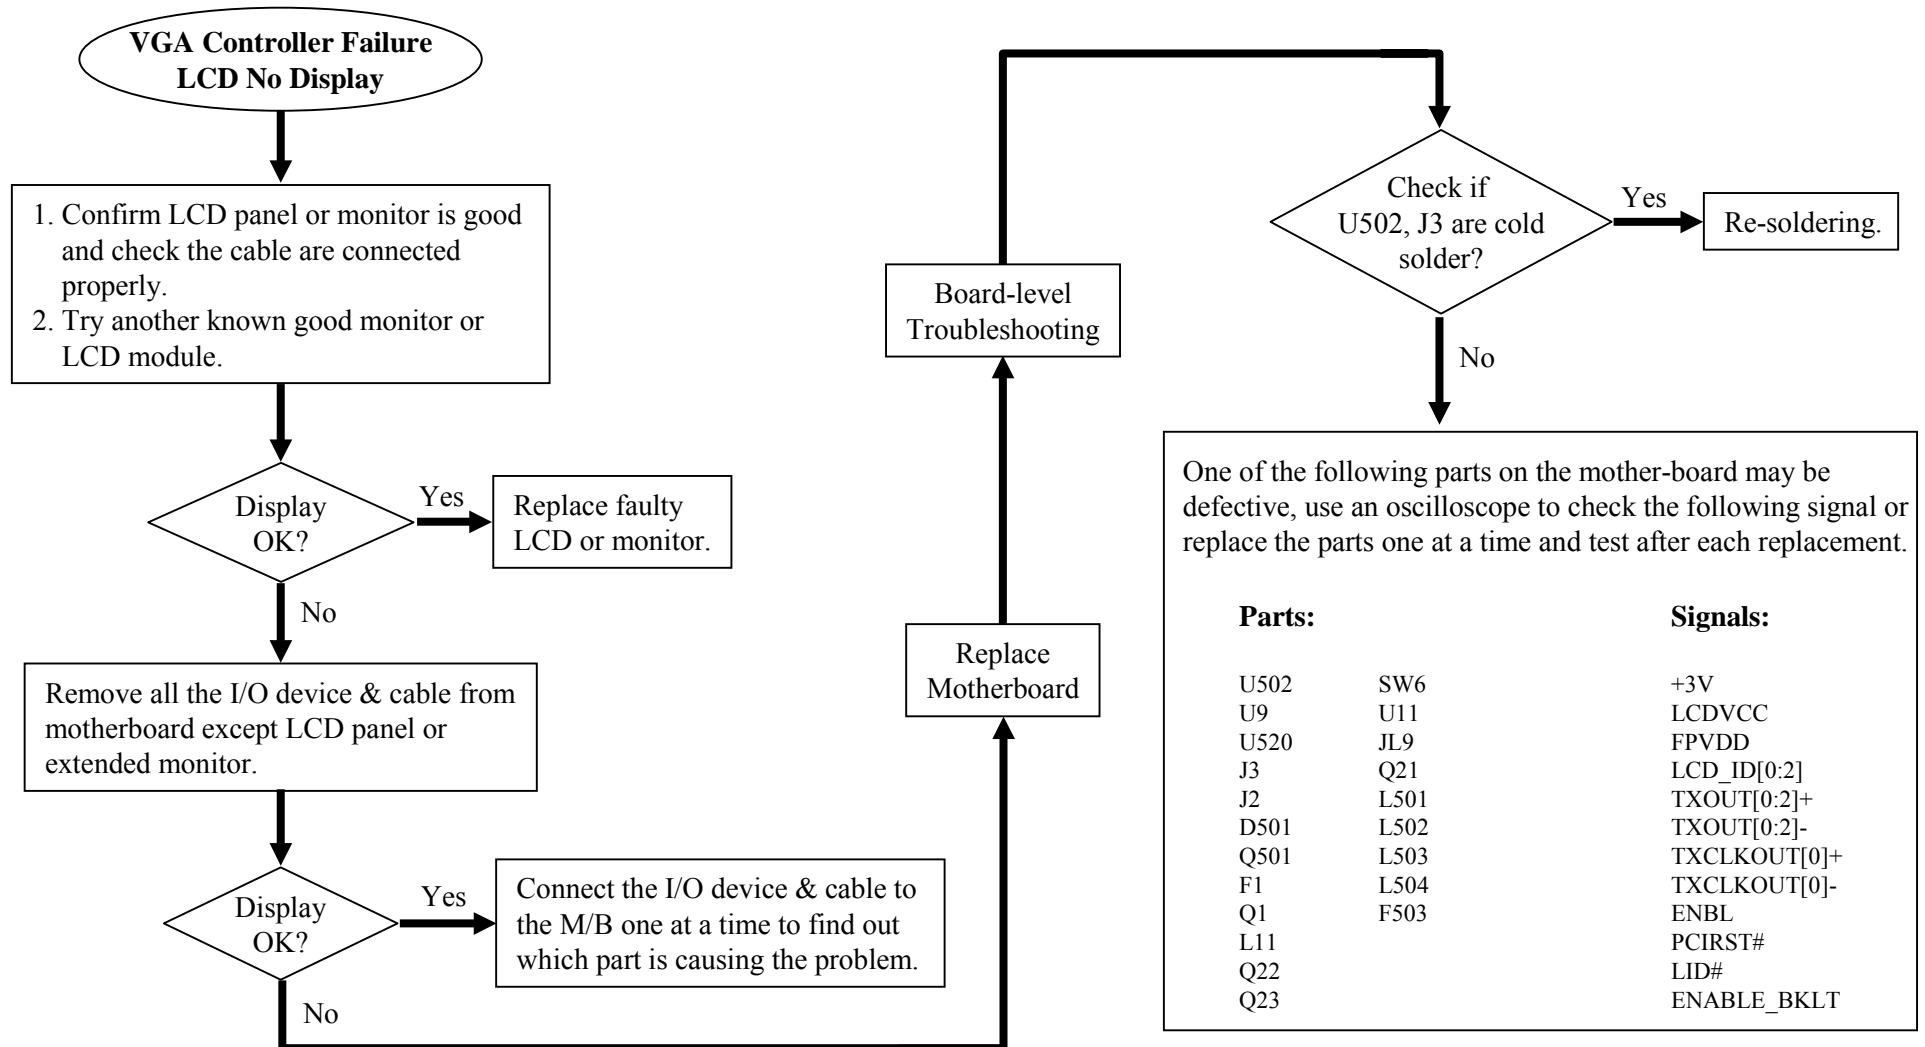 VGA Controller Failure
LCD No Display
1. Confirm LCD panel or monitor is good
and check the cable are connected
properly.
2. Try another known good monitor or
LCD module.
Display
OK?
Yes
Replace faulty
LCD or monitor.
No
Remove all the I/O device & cable from
motherboard except LCD panel or
extended monitor.
Display
OK?
Yes
Connect the I/O device & cable to
the M/B one at a time to find out
which part is causing the problem.
No
Replace
Motherboard
Board-level
Troubleshooting
Check if
U502, J3 are cold
solder?
Yes
Re-soldering.
No
One of the following parts on the mother-board may be
defective, use an oscilloscope to check the following signal or
replace the parts one at a time and test after each replacement.
Parts: Signals:
U502 SW6 +3V
U9 U11 LCDVCC
U520 JL9 FPVDD
J3 Q21 LCD_ID[0:2]
J2 L501 TXOUT[0:2]+
D501 L502 TXOUT[0:2]-
Q501 L503 TXCLKOUT[0]+
F1 L504 TXCLKOUT[0]-
Q1 F503 ENBL
L11 PCIRST#
Q22 LID#
Q23 ENABLE_BKLT